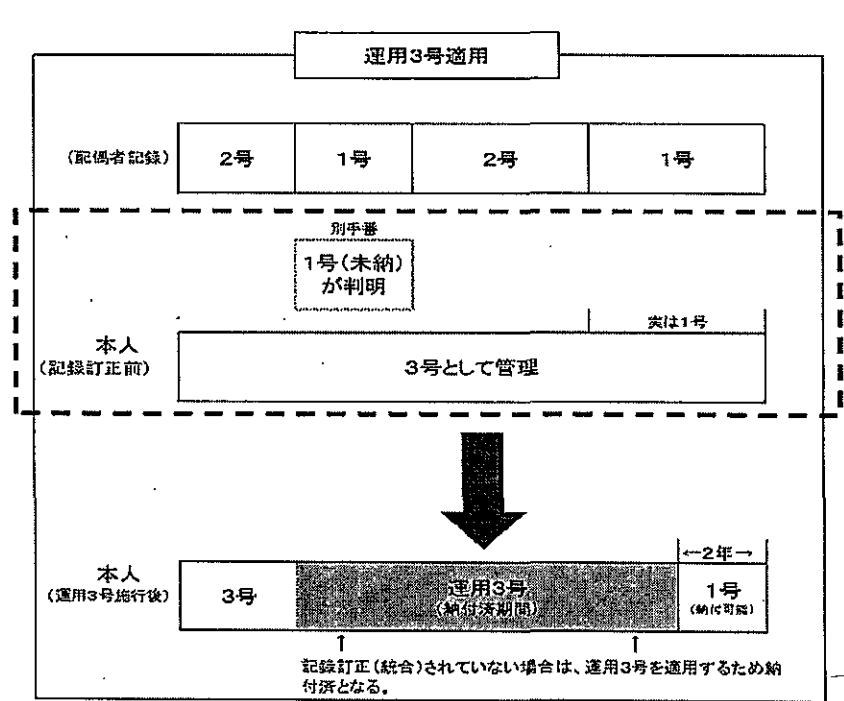 運用3号適用
(配偶者記録)
2号
1号
2号
1号
別手番
1号(未納)
が判明
実は1号
本人
(記録訂正前)
3号として管理
←2年→
本人
(運用3号施行後)
3号
運用3号
(納付済期間)
1号
(納付可能)
↑
↑
記録訂正(統合)されていない場合は、運用3号を適用するため納
付済となる。